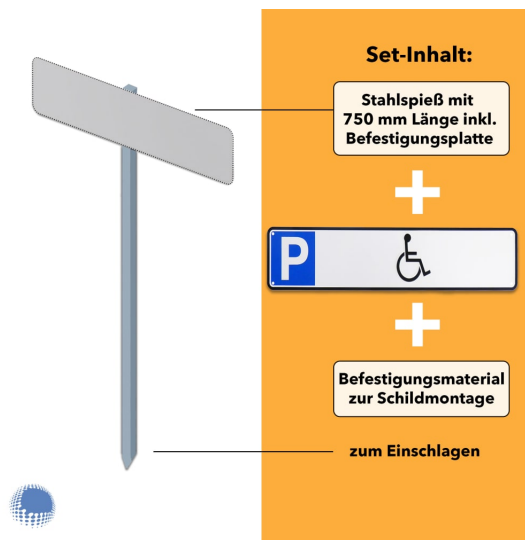 Set-Inhalt:
Stahlspieß mit
750 mm Länge inkl.
Befestigungsplatte
P
Befestigungsmaterial
zur Schildmontage
zum Einschlagen